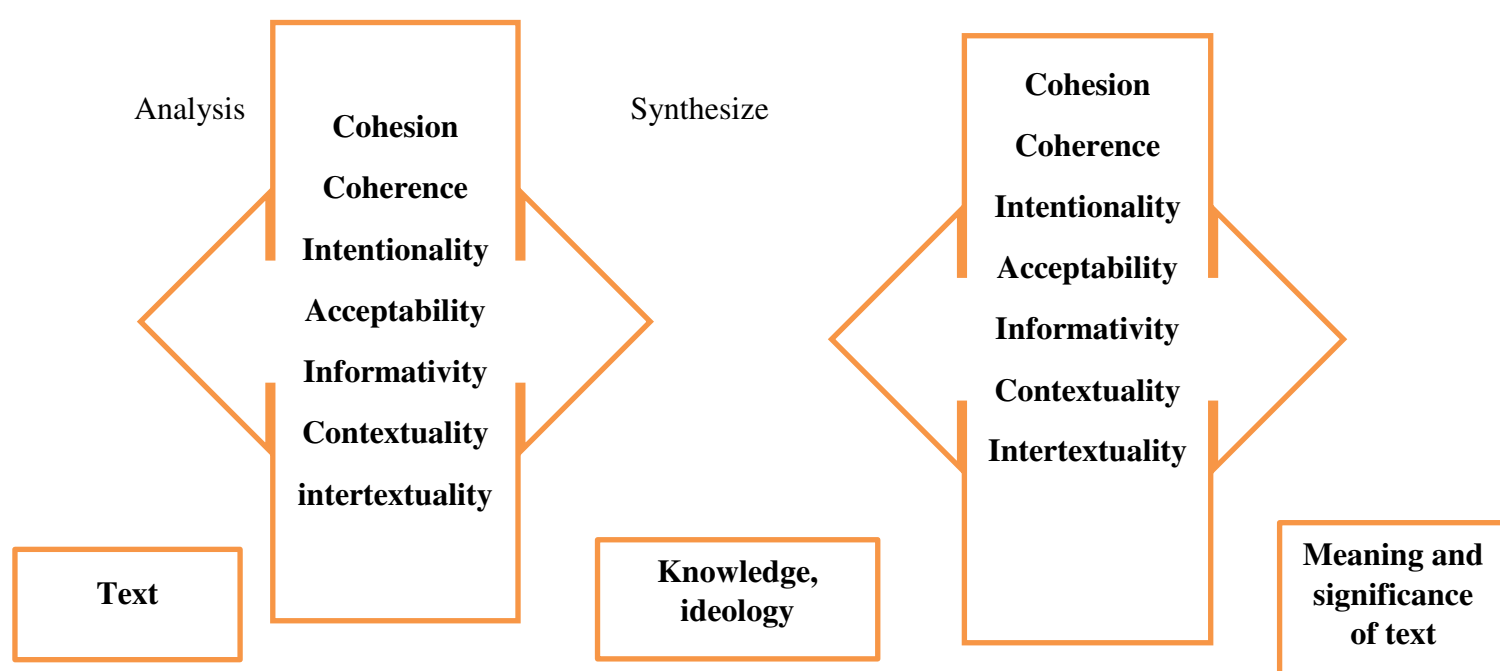 Analysis
Cohesion
Coherence
Intentionality
Acceptability
Informativity
Contextuality
intertextuality
Synthesize
Cohesion
Coherence
Intentionality
Acceptability
Informativity
Contextuality
Intertextuality
Text
Knowledge,
ideology
Meaning and
significance
of text